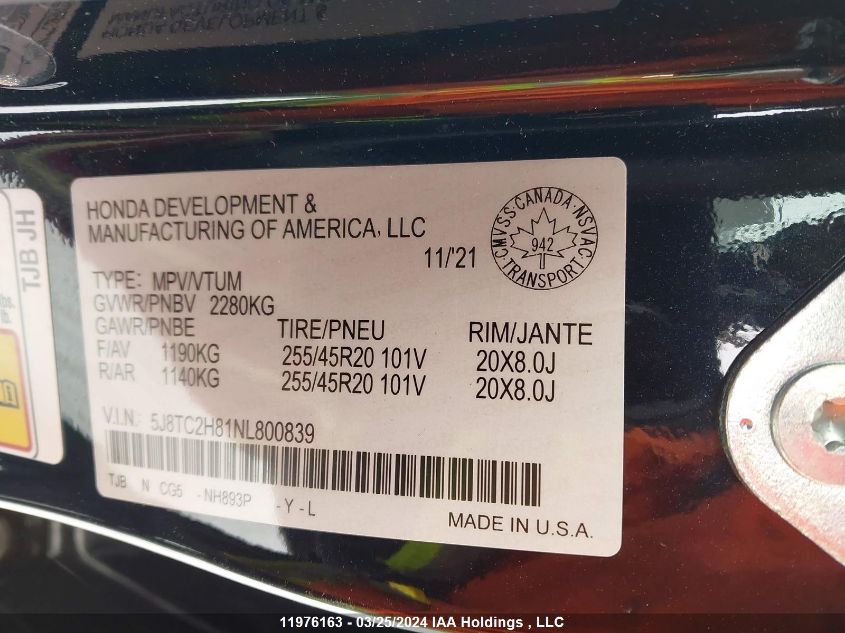 HONDA DEVELOPMENT &
MANUFACTURING OF AMERICA, LLC
11/'21
CMVSS · CANADA · NSVAC
942
TRANSPORT
TYPE: MPV/VTUM
GVWR/PNBV 2280KG
GAWR/PNBE TIRE/PNEU RIM/JANTE
F/AV 1190KG 255/45R20 101V 20X8.0J
R/AR 1140KG 255/45R20 101V 20X8.0J
V.I.N.: 5J8TC2H81NL800839
TJB N CG5 -NH893P -Y-L
MADE IN U.S.A.
TJB JH
lb.
11976163 - 03/25/2024 IAA Holdings , LLC